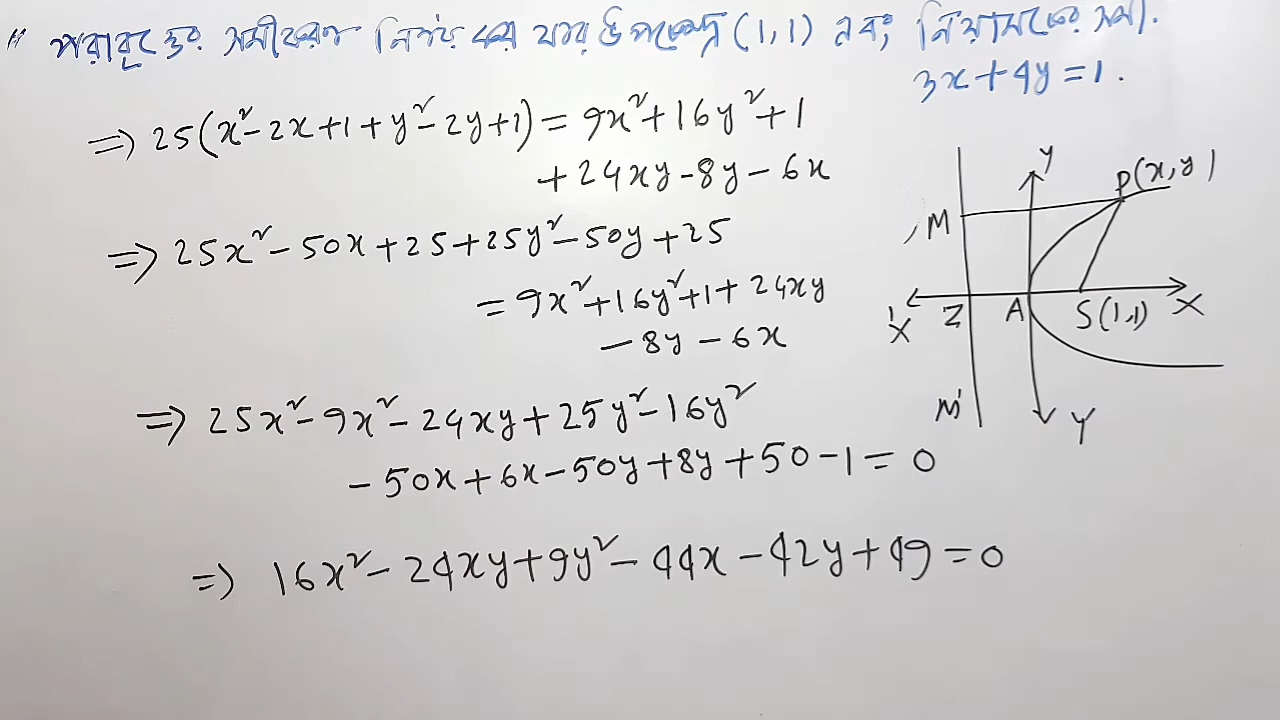 " পরাবৃত্তের সমীকরণ নির্ণয় কর যার উপকেন্দ্র (1,1) এবং নিয়ামকের সমী.
3x+4y=1.
=> 25(x²-2x+1+y²-2y+1) = 9x²+16y²+1
+24xy-8y-6x
=> 25x²-50x+25+25y²-50y+25
=9x²+16y²+1+24xy
-8y-6x
=> 25x²-9x²-24xy+25y²-16y²
-50x+6x-50y+8y+50-1=0
=> 16x²-24xy+9y²-44x-42y+49=0
y
P(x,y)
M
X'
Z
A
S(1,1)
X
M'
Y